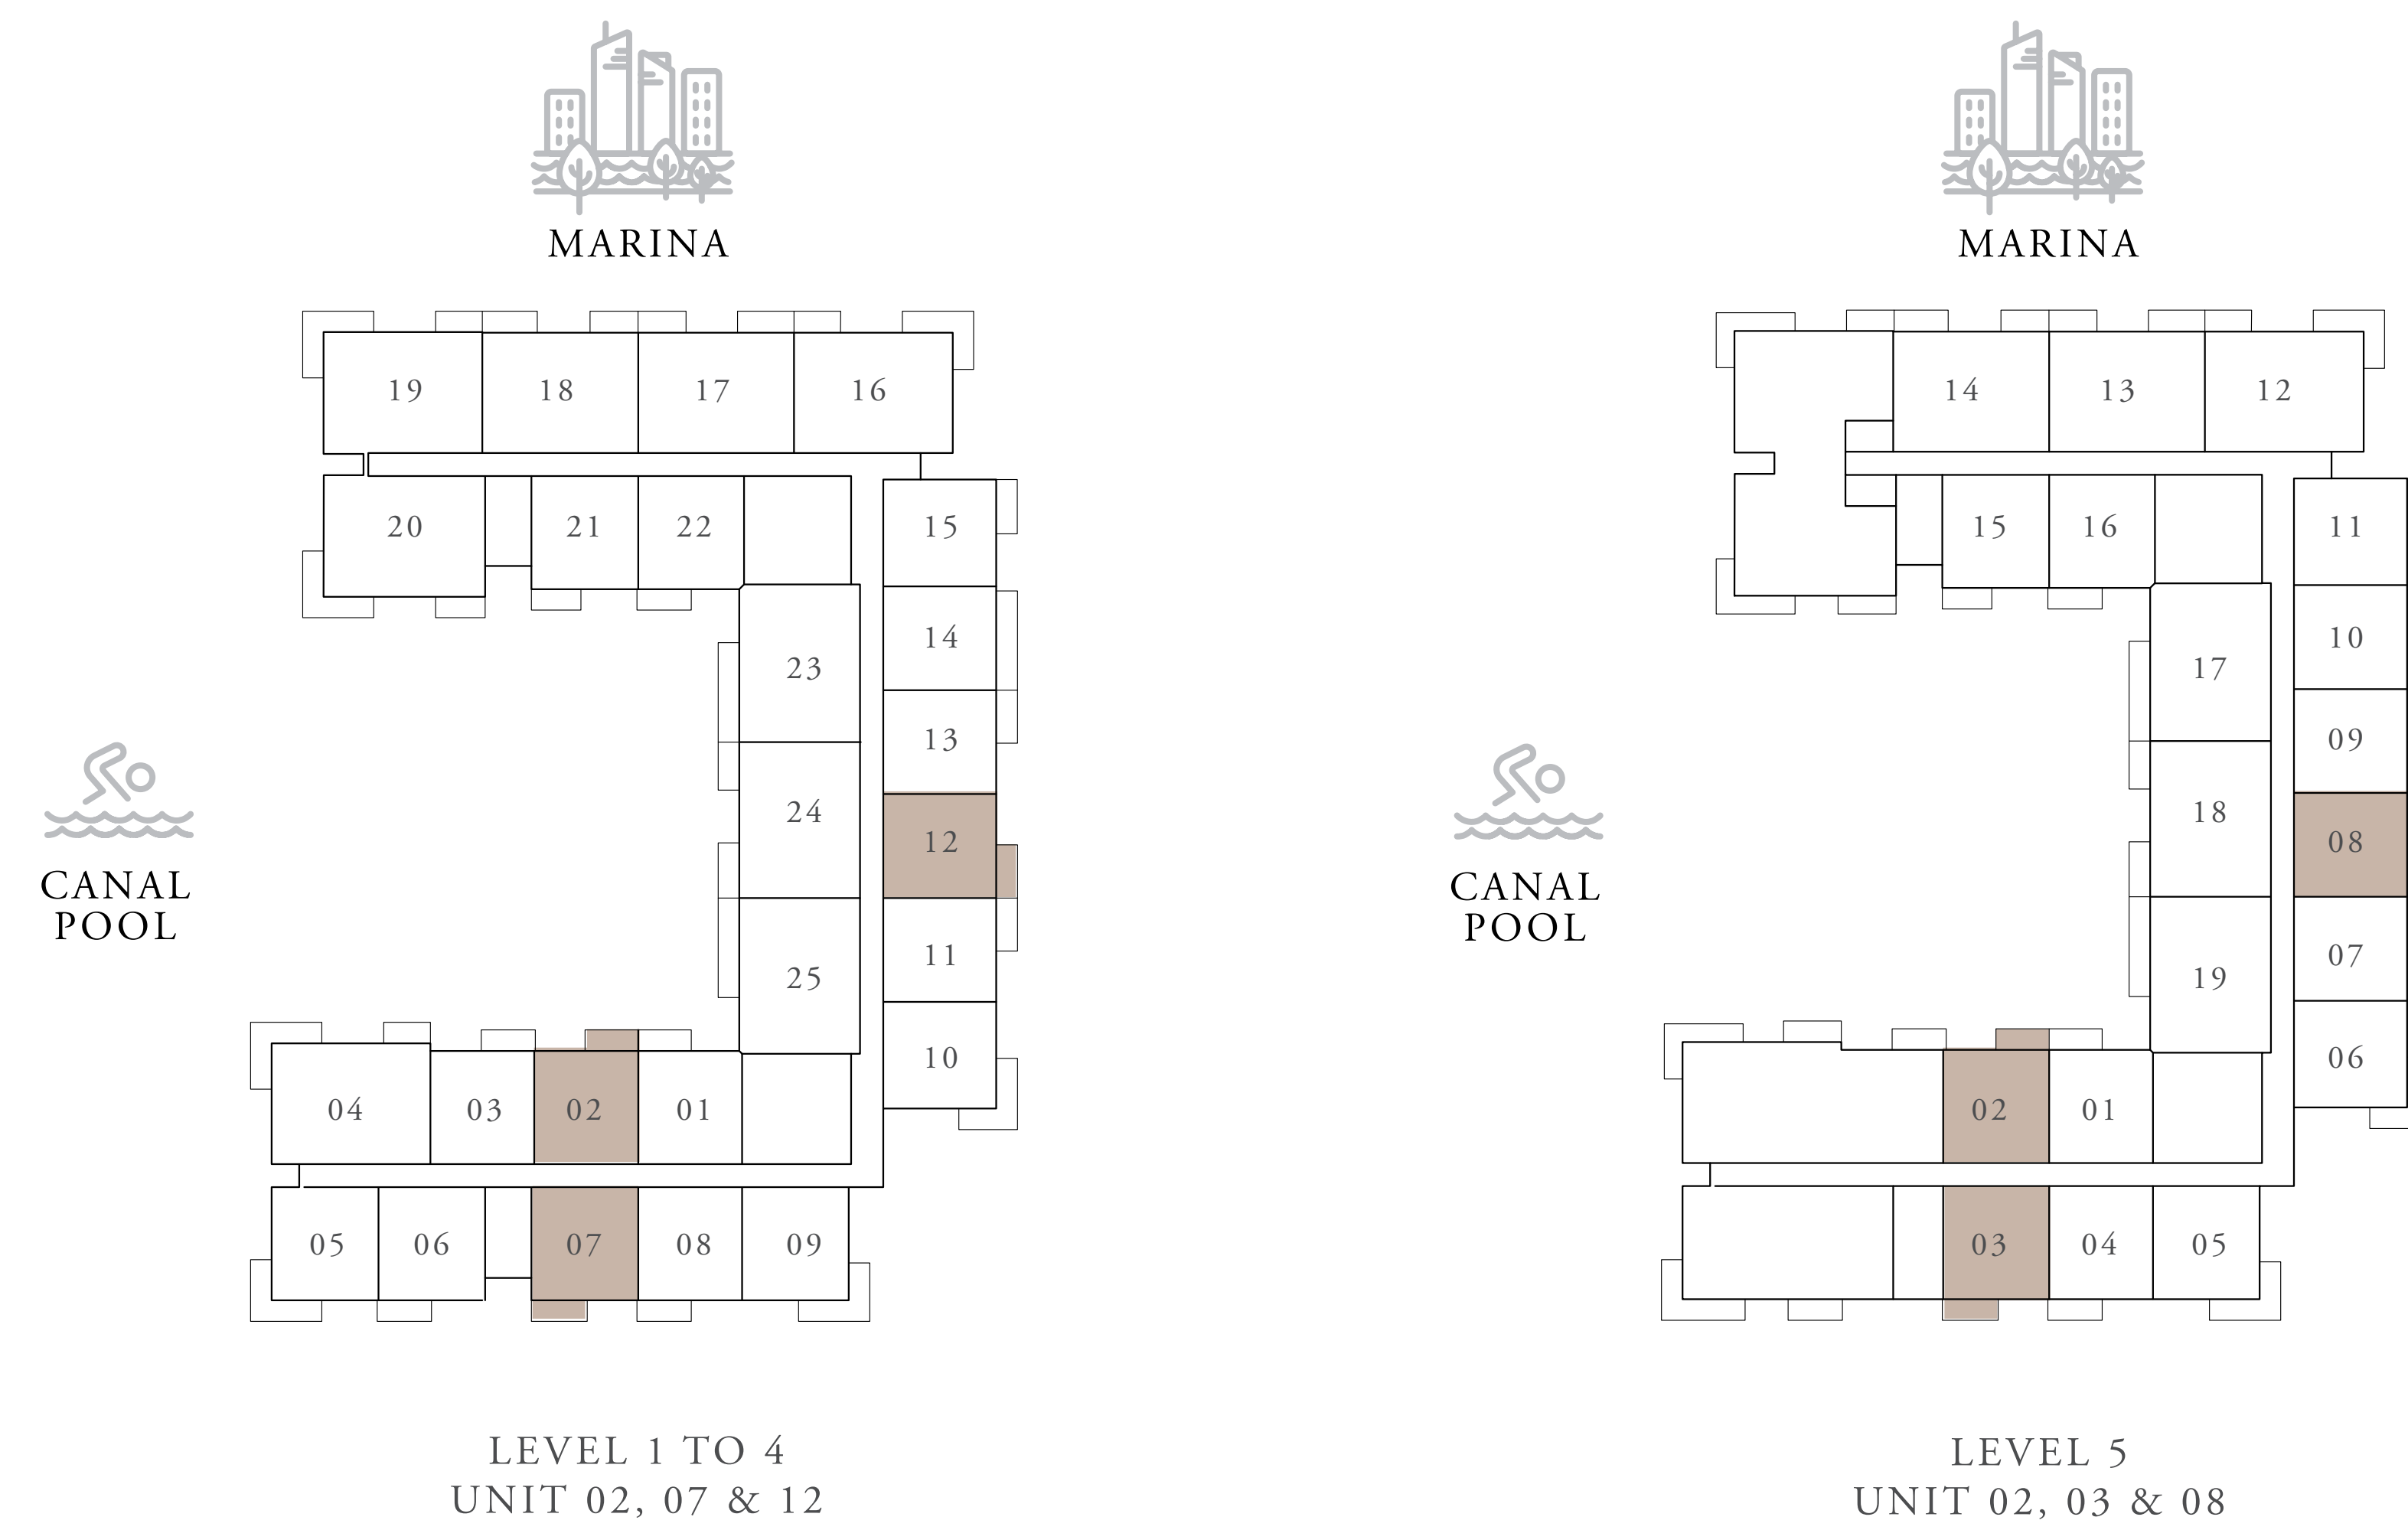 MARINA
19 18 17 16
20 21 22 15
14
23
13
24 12
11
25
10
04 03 02 01
05 06 07 08 09
CANAL
POOL
LEVEL 1 TO 4
UNIT 02, 07 & 12
MARINA
14 13 12
15 16 11
10
17
09
18 08
07
19
06
02 01
03 04 05
CANAL
POOL
LEVEL 5
UNIT 02, 03 & 08